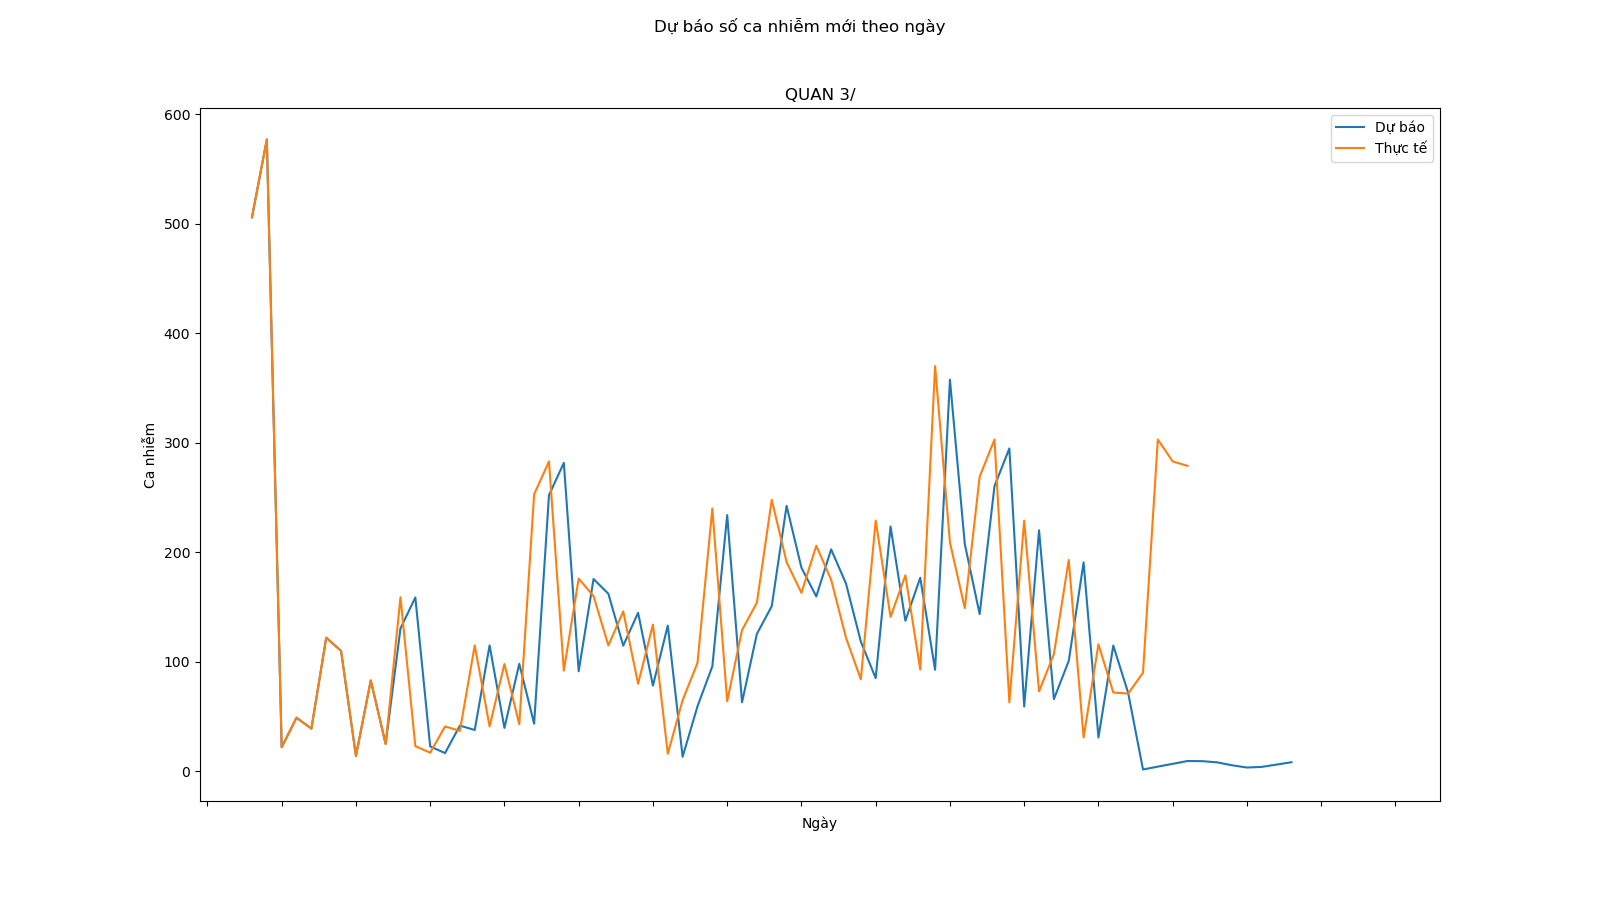 Dự báo số ca nhiễm mới theo ngày
QUAN 3/
600
500
400
300
200
100
0
Ca nhiễm
Dự báo
Thực tế
Ngày